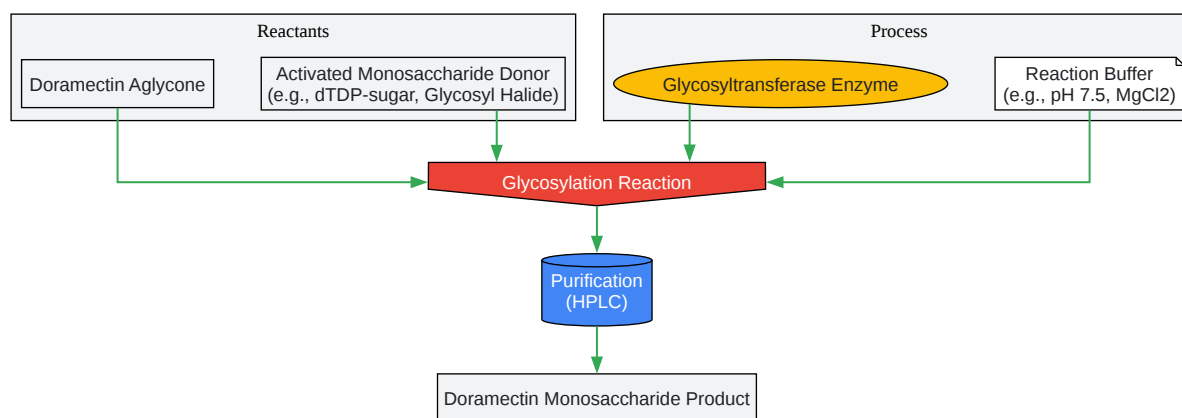 Reactants
Process
Doramectin Aglycone
Activated Monosaccharide Donor
(e.g., dTDP-sugar, Glycosyl Halide)
Glycosyltransferase Enzyme
Reaction Buffer
(e.g., pH 7.5, MgCl2)
Glycosylation Reaction
Purification
(HPLC)
Doramectin Monosaccharide Product